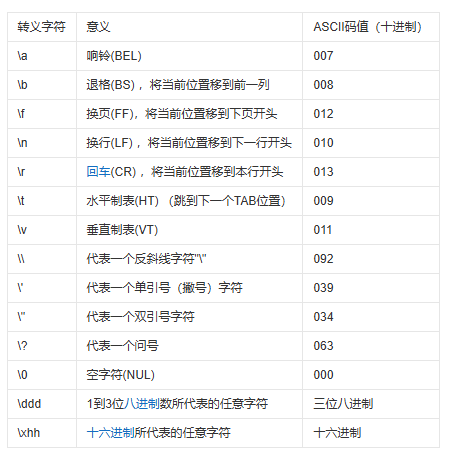 转义字符 意义 ASCII码值（十进制）
\a 响铃(BEL) 007
\b 退格(BS) ，将当前位置移到前一列 008
\f 换页(FF)，将当前位置移到下页开头 012
\n 换行(LF) ，将当前位置移到下一行开头 010
\r 回车(CR) ，将当前位置移到本行开头 013
\t 水平制表(HT) （跳到下一个TAB位置） 009
\v 垂直制表(VT) 011
\\ 代表一个反斜线字符"\" 092
\' 代表一个单引号（撇号）字符 039
\" 代表一个双引号字符 034
\? 代表一个问号 063
\0 空字符(NUL) 000
\ddd 1到3位八进制数所代表的任意字符 三位八进制
\xhh 十六进制所代表的任意字符 十六进制